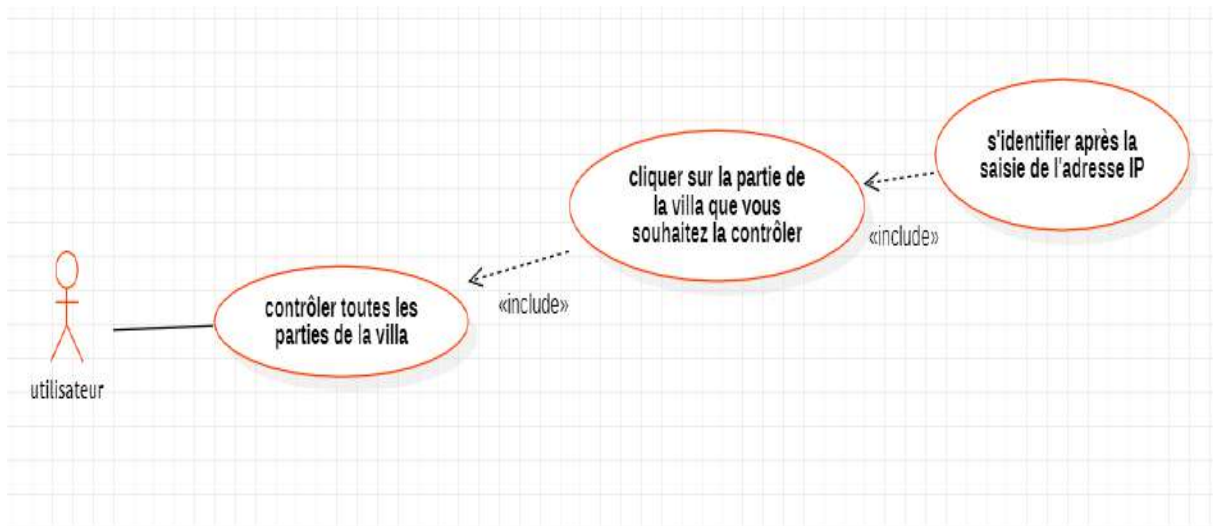 utilisateur
contrôler toutes les
parties de la villa
«include»
cliquer sur la partie de
la villa que vous
souhaitez la contrôler
«include»
s'identifier après la
saisie de l'adresse IP